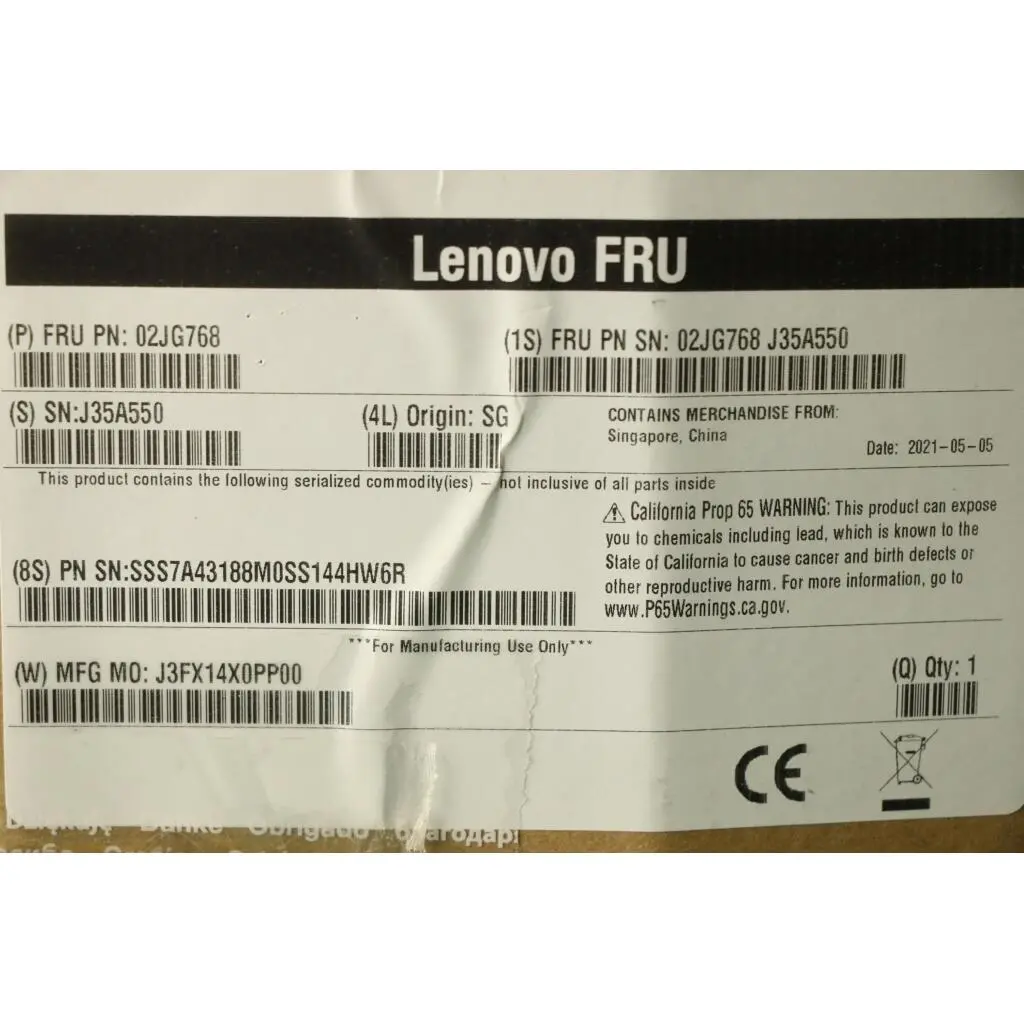 Lenovo FRU
(P) FRU PN: 02JG768
(1S) FRU PN SN: 02JG768 J35A550
(S) SN:J35A550
(4L) Origin: SG
CONTAINS MERCHANDISE FROM:
Singapore, China
Date: 2021-05-05
This product contains the following serialized commodity(ies) – not inclusive of all parts inside
⚠ California Prop 65 WARNING: This product can expose
you to chemicals including lead, which is known to the
State of California to cause cancer and birth defects or
other reproductive harm. For more information, go to
www.P65Warnings.ca.gov.
(8S) PN SN:SSS7A43188M0SS144HW6R
***For Manufacturing Use Only***
(W) MFG MO: J3FX14X0PP00
(Q) Qty: 1
CE
Danke Obrigado благодар